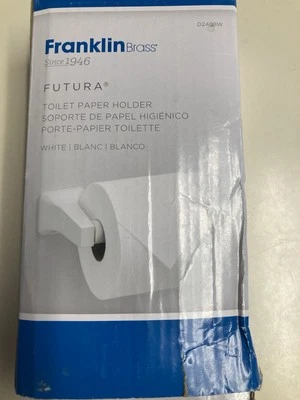 FranklinBrass
Since 1946
FUTURA®
TOILET PAPER HOLDER
SOPORTE DE PAPEL HIGIÉNICO
PORTE-PAPIER TOILETTE
WHITE | BLANC | BLANCO